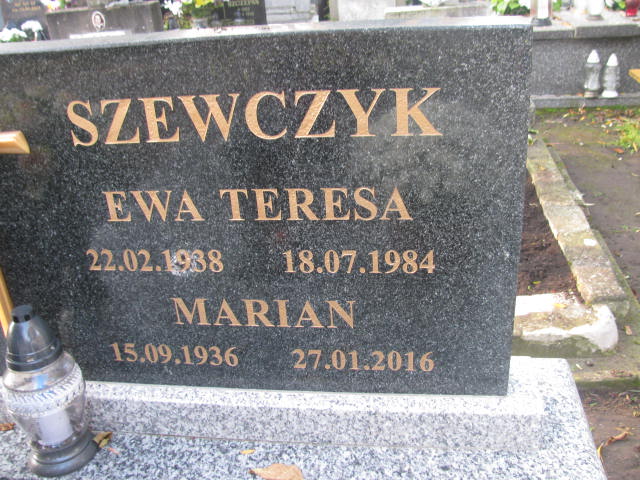 SZEWCZYK
EWA TERESA
22.02.1938 18.07.1984
MARIAN
15.09.1936 27.01.2016